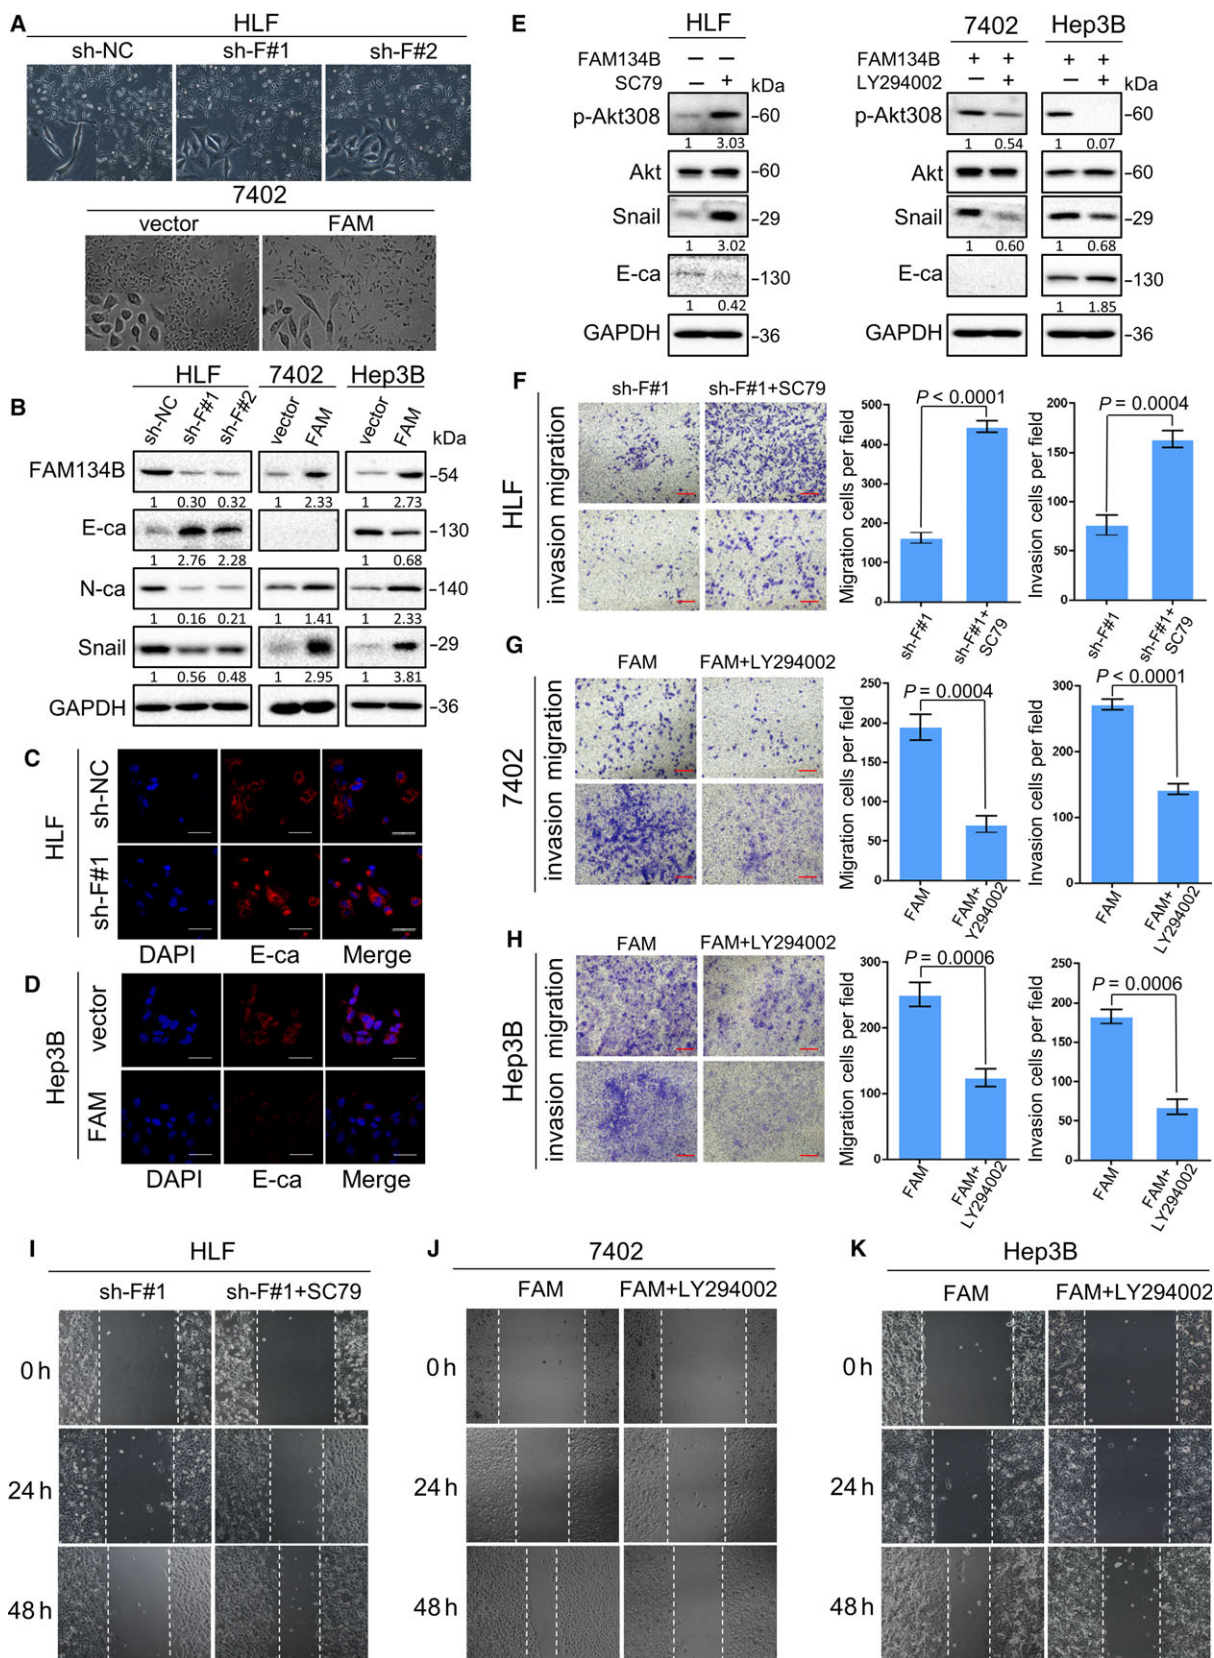 A
HLF
sh-NC sh-F#1 sh-F#2
7402
vector FAM
B
HLF 7402 Hep3B
sh-NC sh-F#1 sh-F#2 vector FAM vector FAM kDa
FAM134B –54
1 0.30 0.32 1 2.33 1 2.73
E-ca –130
1 2.76 2.28 1 0.68
N-ca –140
1 0.16 0.21 1 1.41 1 2.33
Snail –29
1 0.56 0.48 1 2.95 1 3.81
GAPDH –36
C
HLF
sh-NC
sh-F#1
DAPI E-ca Merge
D
Hep3B
vector
FAM
DAPI E-ca Merge
E
HLF 7402 Hep3B
FAM134B – – FAM134B + + + +
SC79 – + kDa LY294002 – + – + kDa
p-Akt308 –60 p-Akt308 –60
1 3.03 1 0.54 1 0.07
Akt –60 Akt –60
Snail –29 Snail –29
1 3.02 1 0.60 1 0.68
E-ca –130 E-ca –130
1 0.42 1 1.85
GAPDH –36 GAPDH –36
F
HLF
sh-F#1 sh-F#1+SC79
invasion migration
Migration cells per field
500
400
300
200
100
0
P < 0.0001
sh-F#1 sh-F#1+ SC79
Invasion cells per field
200
150
100
50
0
P = 0.0004
sh-F#1 sh-F#1+ SC79
G
7402
FAM FAM+LY294002
invasion migration
Migration cells per field
250
200
150
100
50
0
P = 0.0004
FAM FAM+ Y294002
Invasion cells per field
300
200
100
0
P < 0.0001
FAM FAM+ LY294002
H
Hep3B
FAM FAM+LY294002
invasion migration
Migration cells per field
300
200
100
0
P = 0.0006
FAM FAM+ LY294002
Invasion cells per field
250
200
150
100
50
0
P = 0.0006
FAM FAM+ LY294002
I
HLF
sh-F#1 sh-F#1+SC79
0 h
24 h
48 h
J
7402
FAM FAM+LY294002
0 h
24 h
48 h
K
Hep3B
FAM FAM+LY294002
0 h
24 h
48 h